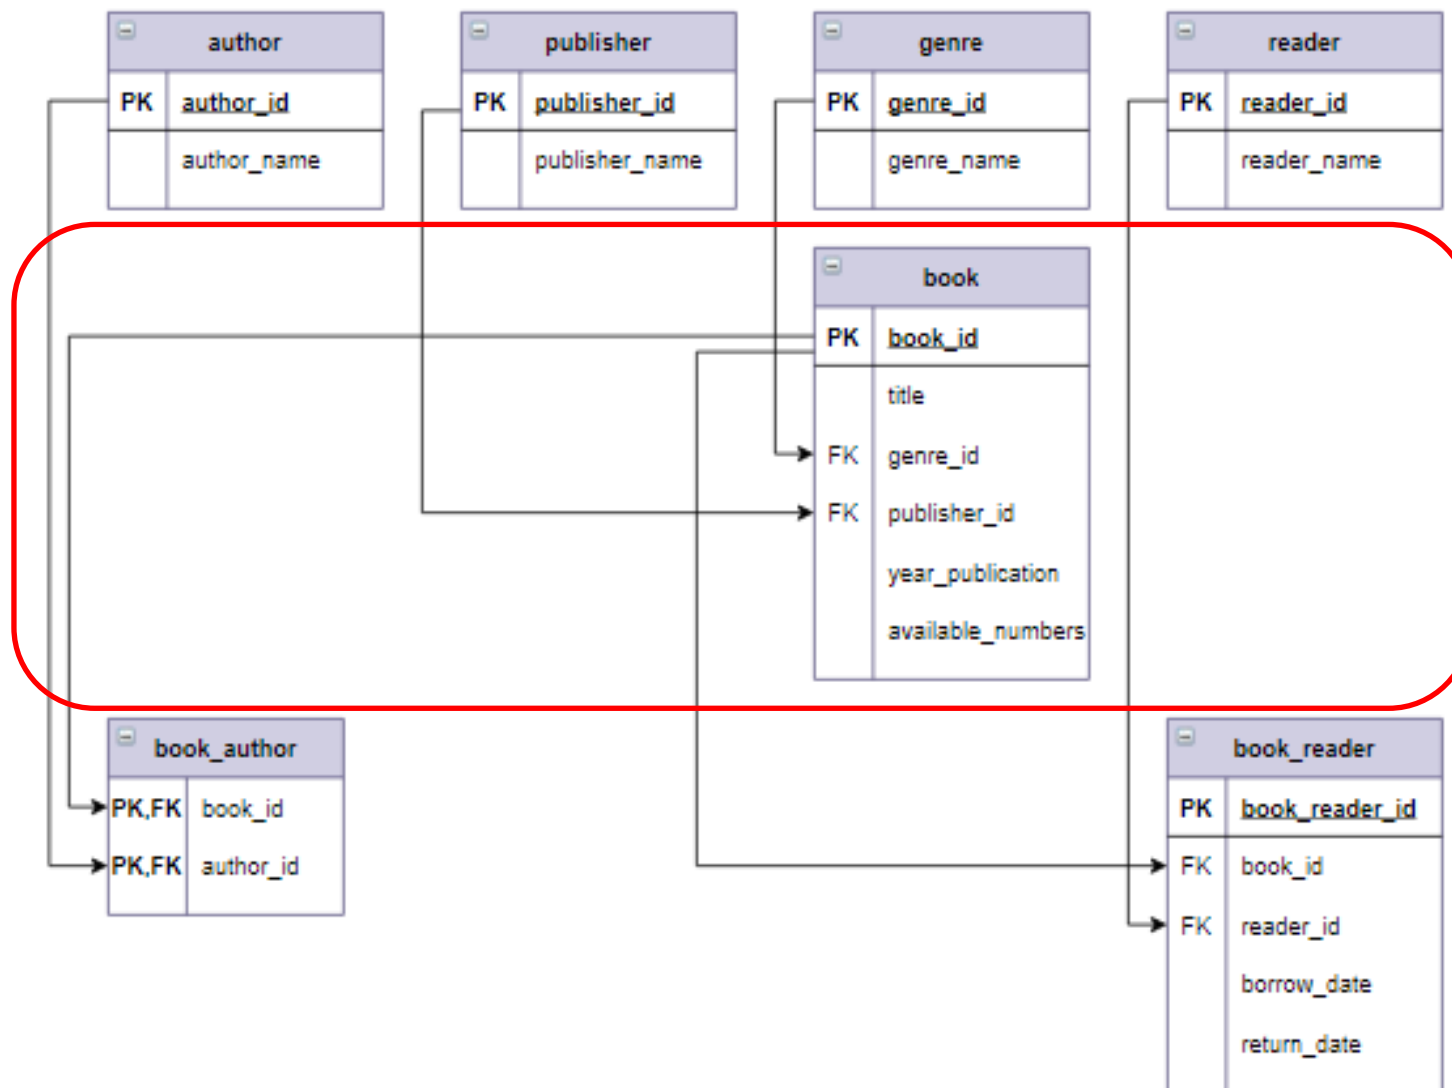 author
PK author_id
author_name
publisher
PK publisher_id
publisher_name
genre
PK genre_id
genre_name
reader
PK reader_id
reader_name
book
PK book_id
title
FK genre_id
FK publisher_id
year_publication
available_numbers
book_author
PK,FK book_id
PK,FK author_id
book_reader
PK book_reader_id
FK book_id
FK reader_id
borrow_date
return_date